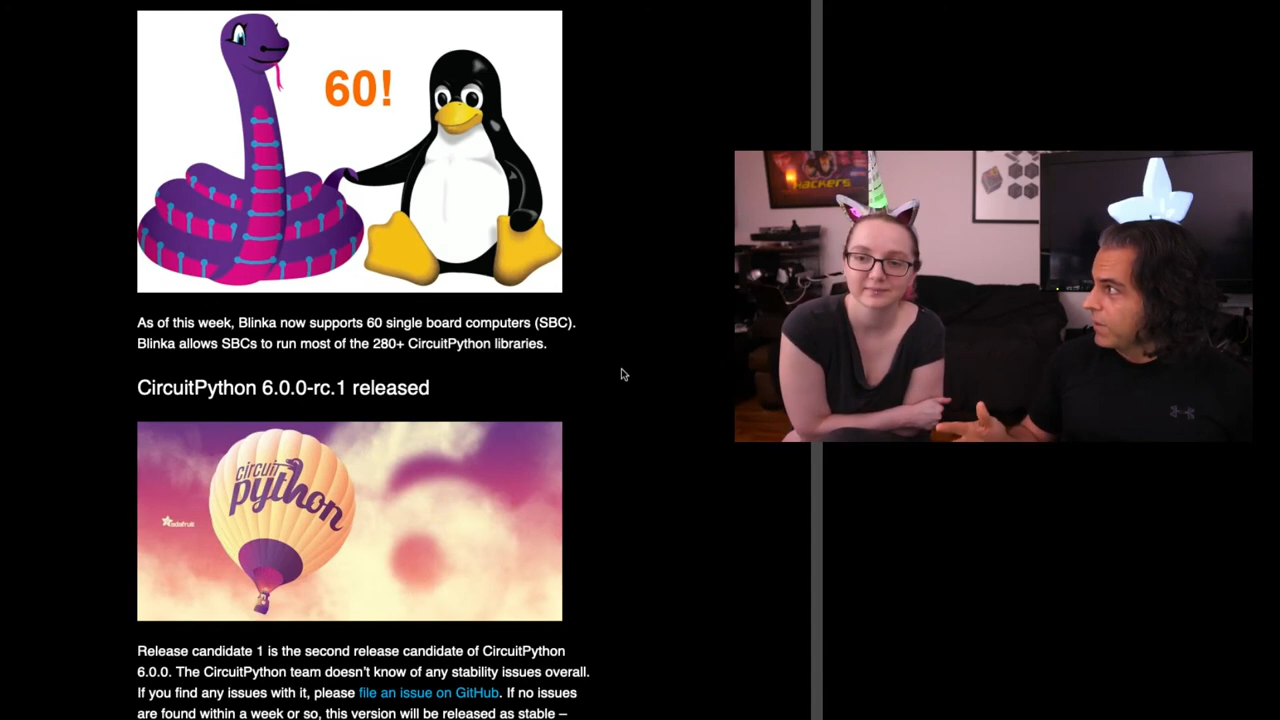 60!
As of this week, Blinka now supports 60 single board computers (SBC).
Blinka allows SBCs to run most of the 280+ CircuitPython libraries.
CircuitPython 6.0.0-rc.1 released
circuit
python
adafruit
Release candidate 1 is the second release candidate of CircuitPython
6.0.0. The CircuitPython team doesn’t know of any stability issues overall.
If you find any issues with it, please file an issue on GitHub. If no issues
are found within a week or so, this version will be released as stable –
HACKERS